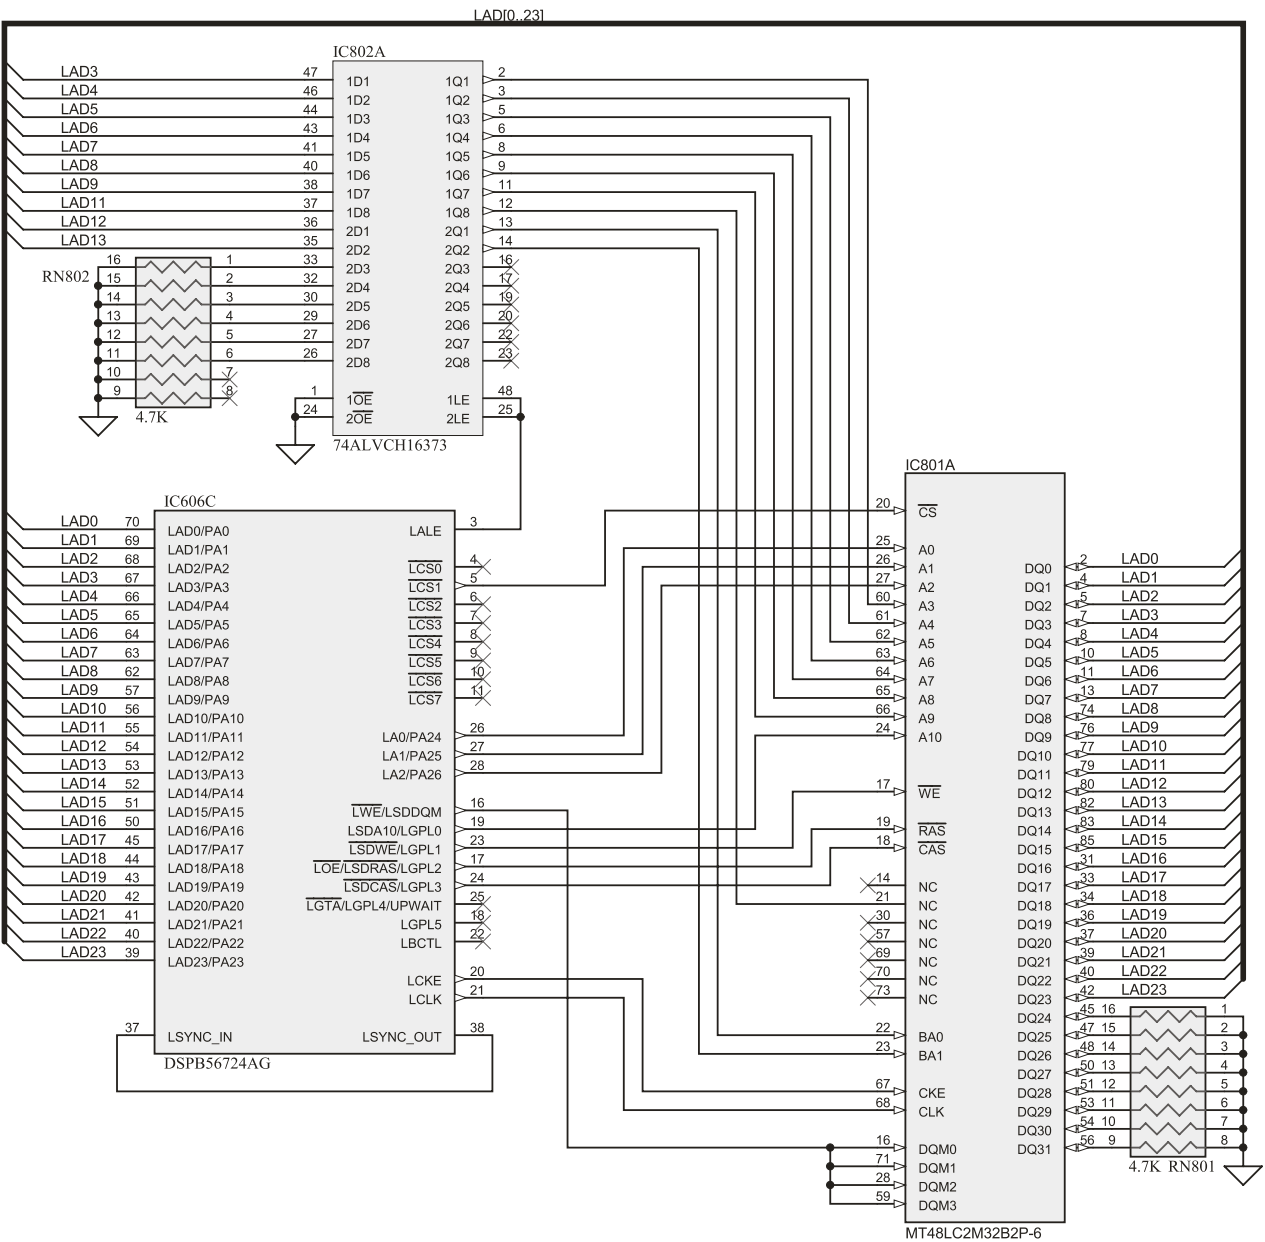 LAD[0..23]
IC802A
LAD3 47 1D1 1Q1 2
LAD4 46 1D2 1Q2 3
LAD5 44 1D3 1Q3 5
LAD6 43 1D4 1Q4 6
LAD7 41 1D5 1Q5 8
LAD8 40 1D6 1Q6 9
LAD9 38 1D7 1Q7 11
LAD11 37 1D8 1Q8 12
LAD12 36 2D1 2Q1 13
LAD13 35 2D2 2Q2 14
16 1 33 2D3 2Q3 16
RN802 15 2 32 2D4 2Q4 17
14 3 30 2D5 2Q5 19
13 4 29 2D6 2Q6 20
12 5 27 2D7 2Q7 22
11 6 26 2D8 2Q8 23
10 7
9 8 1 1OE 1LE 48
4.7K 24 2OE 2LE 25
74ALVCH16373
IC606C
LAD0 70 LAD0/PA0 LALE 3
LAD1 69 LAD1/PA1
LAD2 68 LAD2/PA2 LCS0 4
LAD3 67 LAD3/PA3 LCS1 5
LAD4 66 LAD4/PA4 LCS2 6
LAD5 65 LAD5/PA5 LCS3 7
LAD6 64 LAD6/PA6 LCS4 8
LAD7 63 LAD7/PA7 LCS5 9
LAD8 62 LAD8/PA8 LCS6 10
LAD9 57 LAD9/PA9 LCS7 11
LAD10 56 LAD10/PA10
LAD11 55 LAD11/PA11 LA0/PA24 26
LAD12 54 LAD12/PA12 LA1/PA25 27
LAD13 53 LAD13/PA13 LA2/PA26 28
LAD14 52 LAD14/PA14
LAD15 51 LAD15/PA15 LWE/LSDDQM 16
LAD16 50 LAD16/PA16 LSDA10/LGPL0 19
LAD17 45 LAD17/PA17 LSDWE/LGPL1 23
LAD18 44 LAD18/PA18 LOE/LSDRAS/LGPL2 17
LAD19 43 LAD19/PA19 LSDCAS/LGPL3 24
LAD20 42 LAD20/PA20 LGTA/LGPL4/UPWAIT 25
LAD21 41 LAD21/PA21 LGPL5 18
LAD22 40 LAD22/PA22 LBCTL 22
LAD23 39 LAD23/PA23
LCKE 20
LCLK 21
37 LSYNC_IN LSYNC_OUT 38
DSPB56724AG
IC801A
20 CS
25 A0
26 A1 DQ0 2 LAD0
27 A2 DQ1 4 LAD1
60 A3 DQ2 5 LAD2
61 A4 DQ3 7 LAD3
62 A5 DQ4 8 LAD4
63 A6 DQ5 10 LAD5
64 A7 DQ6 11 LAD6
65 A8 DQ7 13 LAD7
66 A9 DQ8 74 LAD8
24 A10 DQ9 76 LAD9
DQ10 77 LAD10
DQ11 79 LAD11
17 WE DQ12 80 LAD12
DQ13 82 LAD13
19 RAS DQ14 83 LAD14
18 CAS DQ15 85 LAD15
DQ16 31 LAD16
14 NC DQ17 33 LAD17
21 NC DQ18 34 LAD18
30 NC DQ19 36 LAD19
57 NC DQ20 37 LAD20
69 NC DQ21 39 LAD21
70 NC DQ22 40 LAD22
73 NC DQ23 42 LAD23
DQ24 45 16 1
22 BA0 DQ25 47 15 2
23 BA1 DQ26 48 14 3
DQ27 50 13 4
67 CKE DQ28 51 12 5
68 CLK DQ29 53 11 6
DQ30 54 10 7
16 DQM0 DQ31 56 9 8
71 DQM1 4.7K RN801
28 DQM2
59 DQM3
MT48LC2M32B2P-6